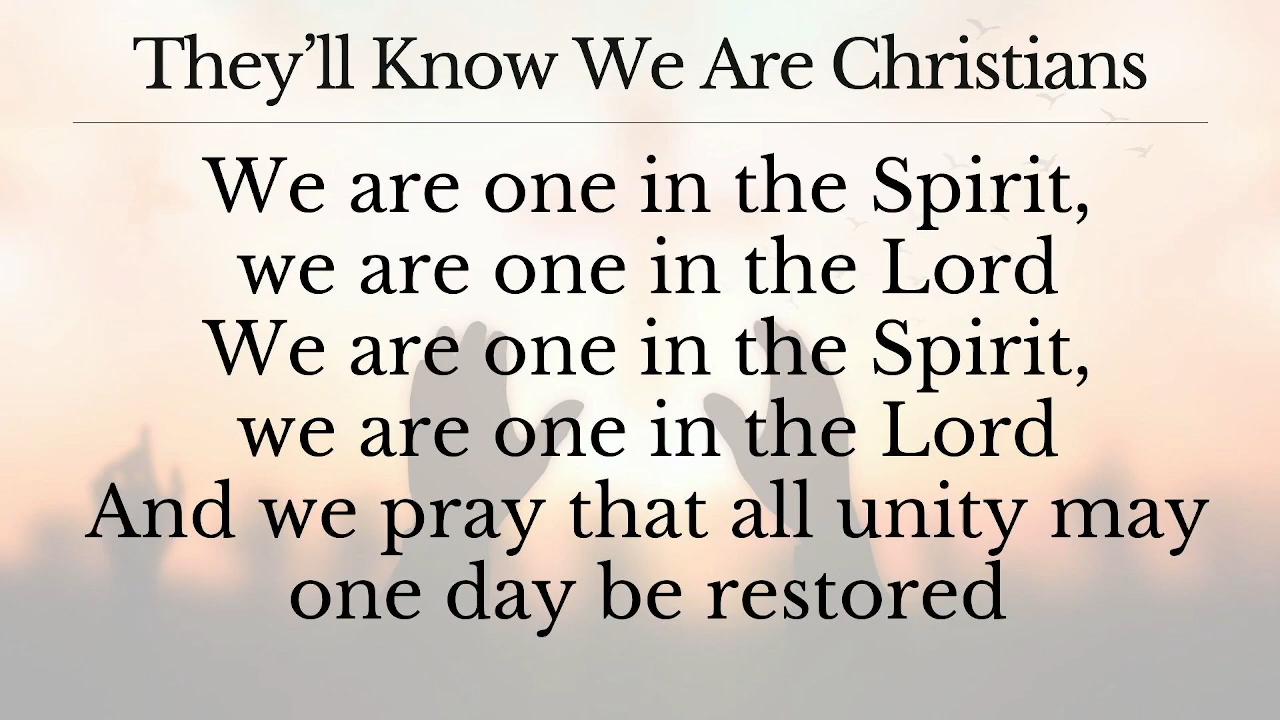 They’ll Know We Are Christians
We are one in the Spirit,
we are one in the Lord
We are one in the Spirit,
we are one in the Lord
And we pray that all unity may
one day be restored